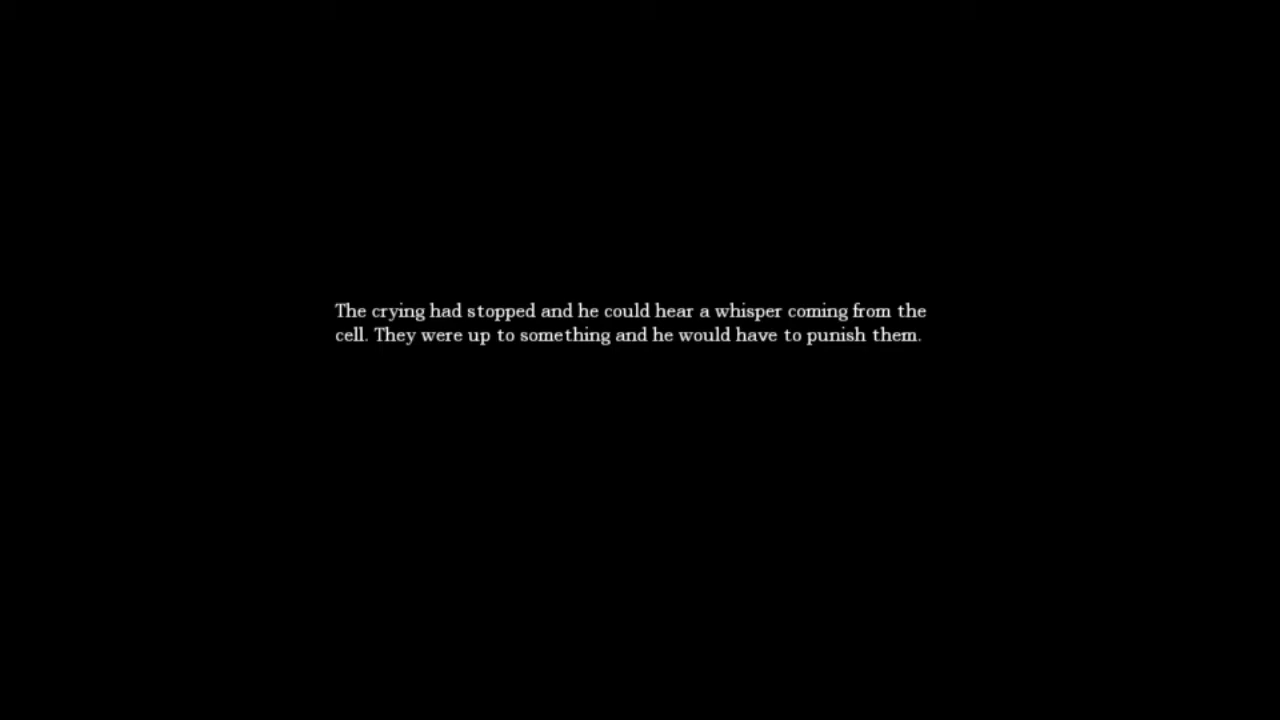 The crying had stopped and he could hear a whisper coming from the
cell. They were up to something and he would have to punish them.